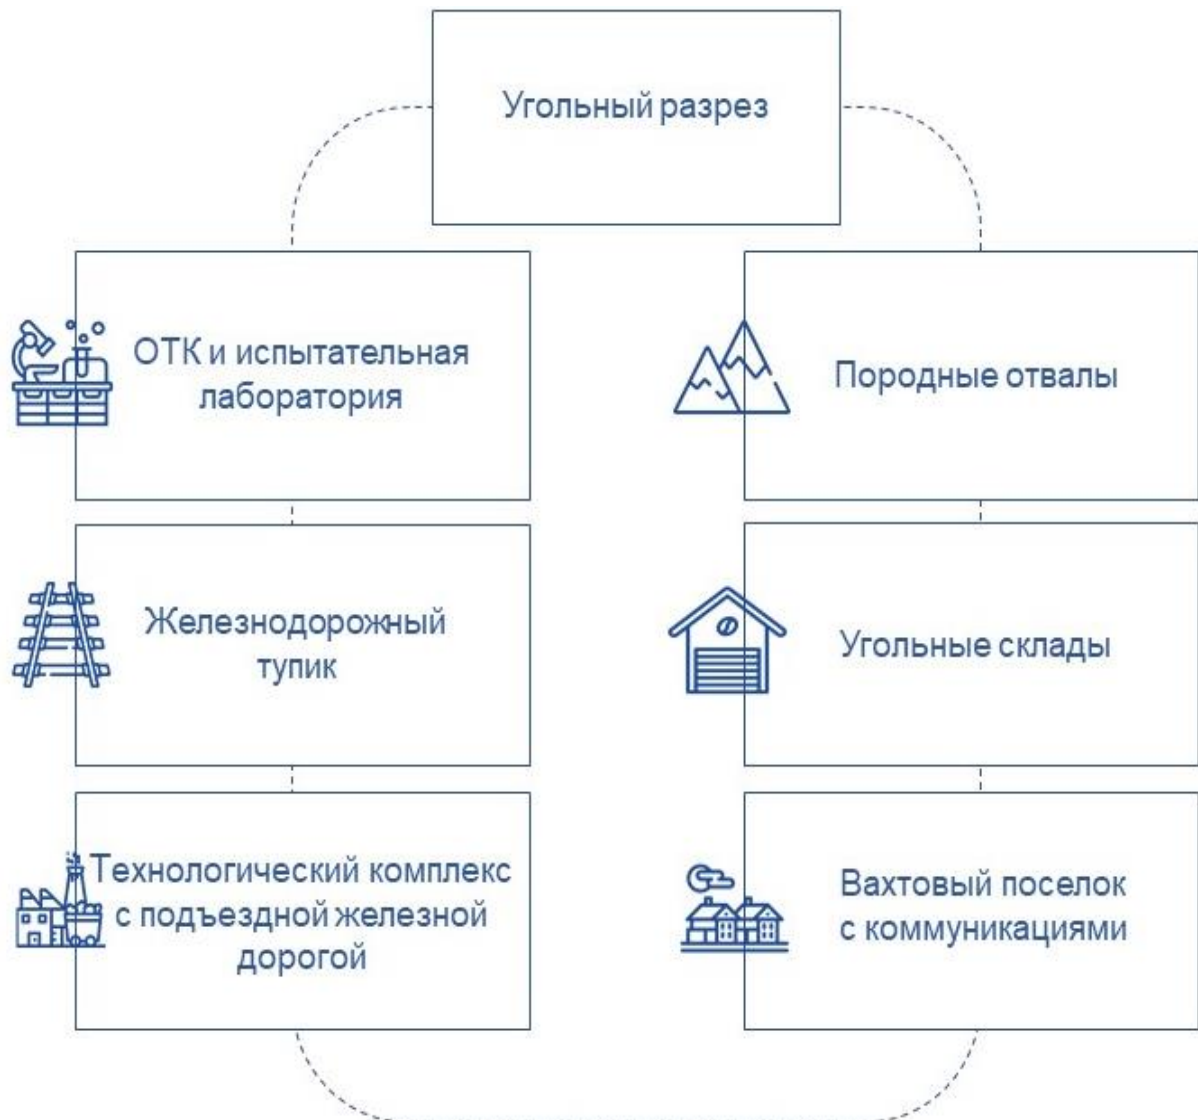 Угольный разрез
ОТК и испытательная
лаборатория
Породные отвалы
Железнодорожный
тупик
Угольные склады
Технологический комплекс
с подъездной железной
дорогой
Вахтовый поселок
с коммуникациями